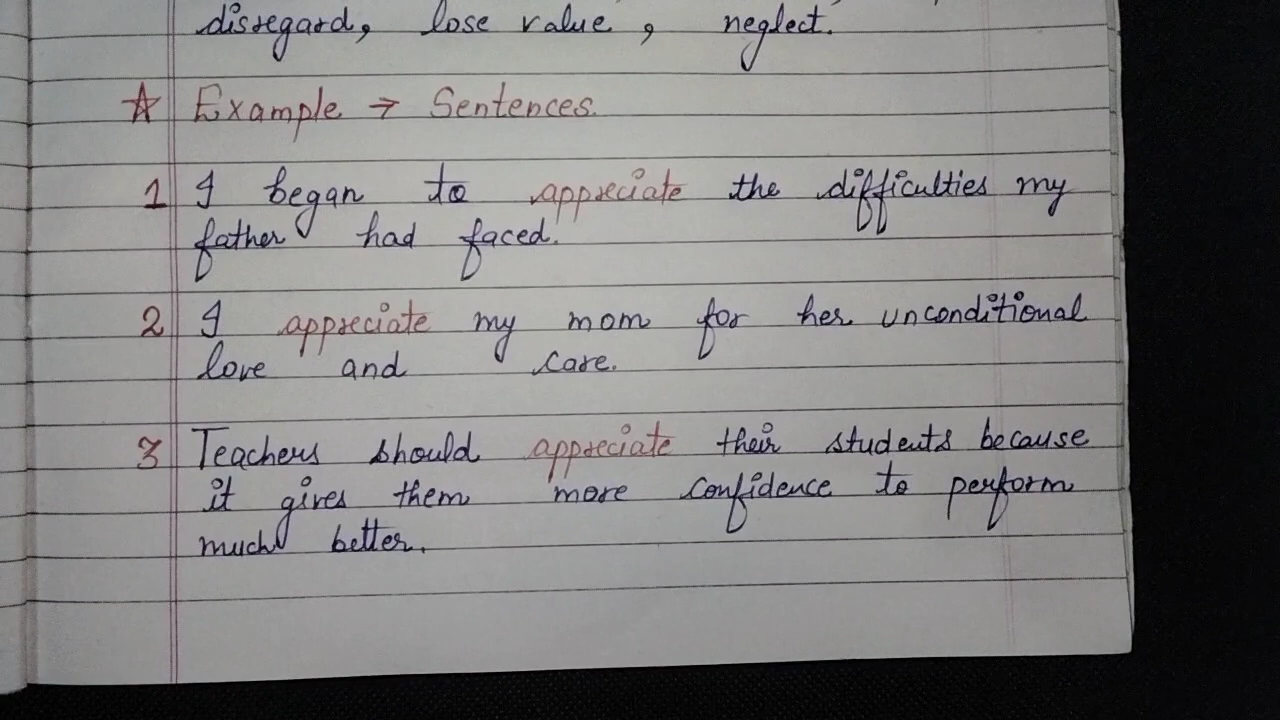 disregard, lose value, neglect.
☆ Example → Sentences.
1 I began to appreciate the difficulties my
father had faced.
2 I appreciate my mom for her unconditional
love and care.
3 Teachers should appreciate their students because
it gives them more confidence to perform
much better.